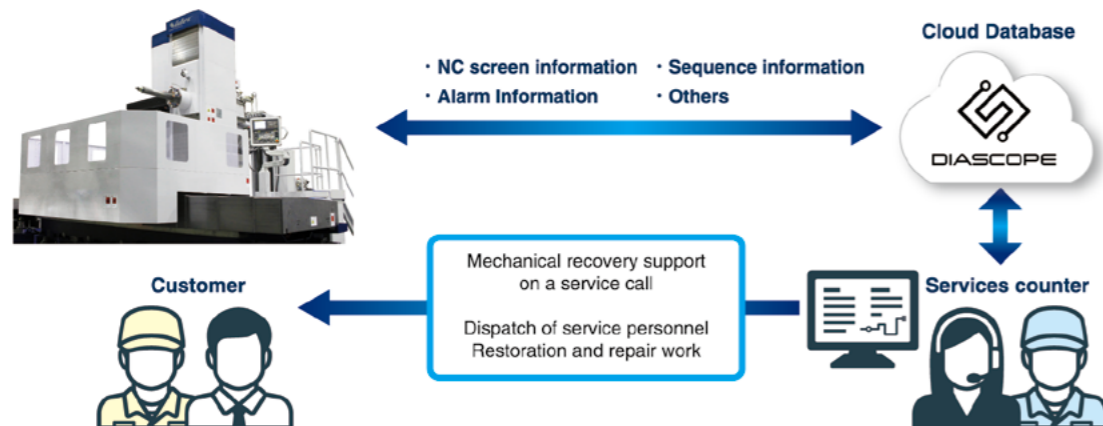 Cloud Database
・NC screen information ・Sequence information
・Alarm Information ・Others
DIASCOPE
Mechanical recovery support
on a service call
Dispatch of service personnel
Restoration and repair work
Customer
Services counter